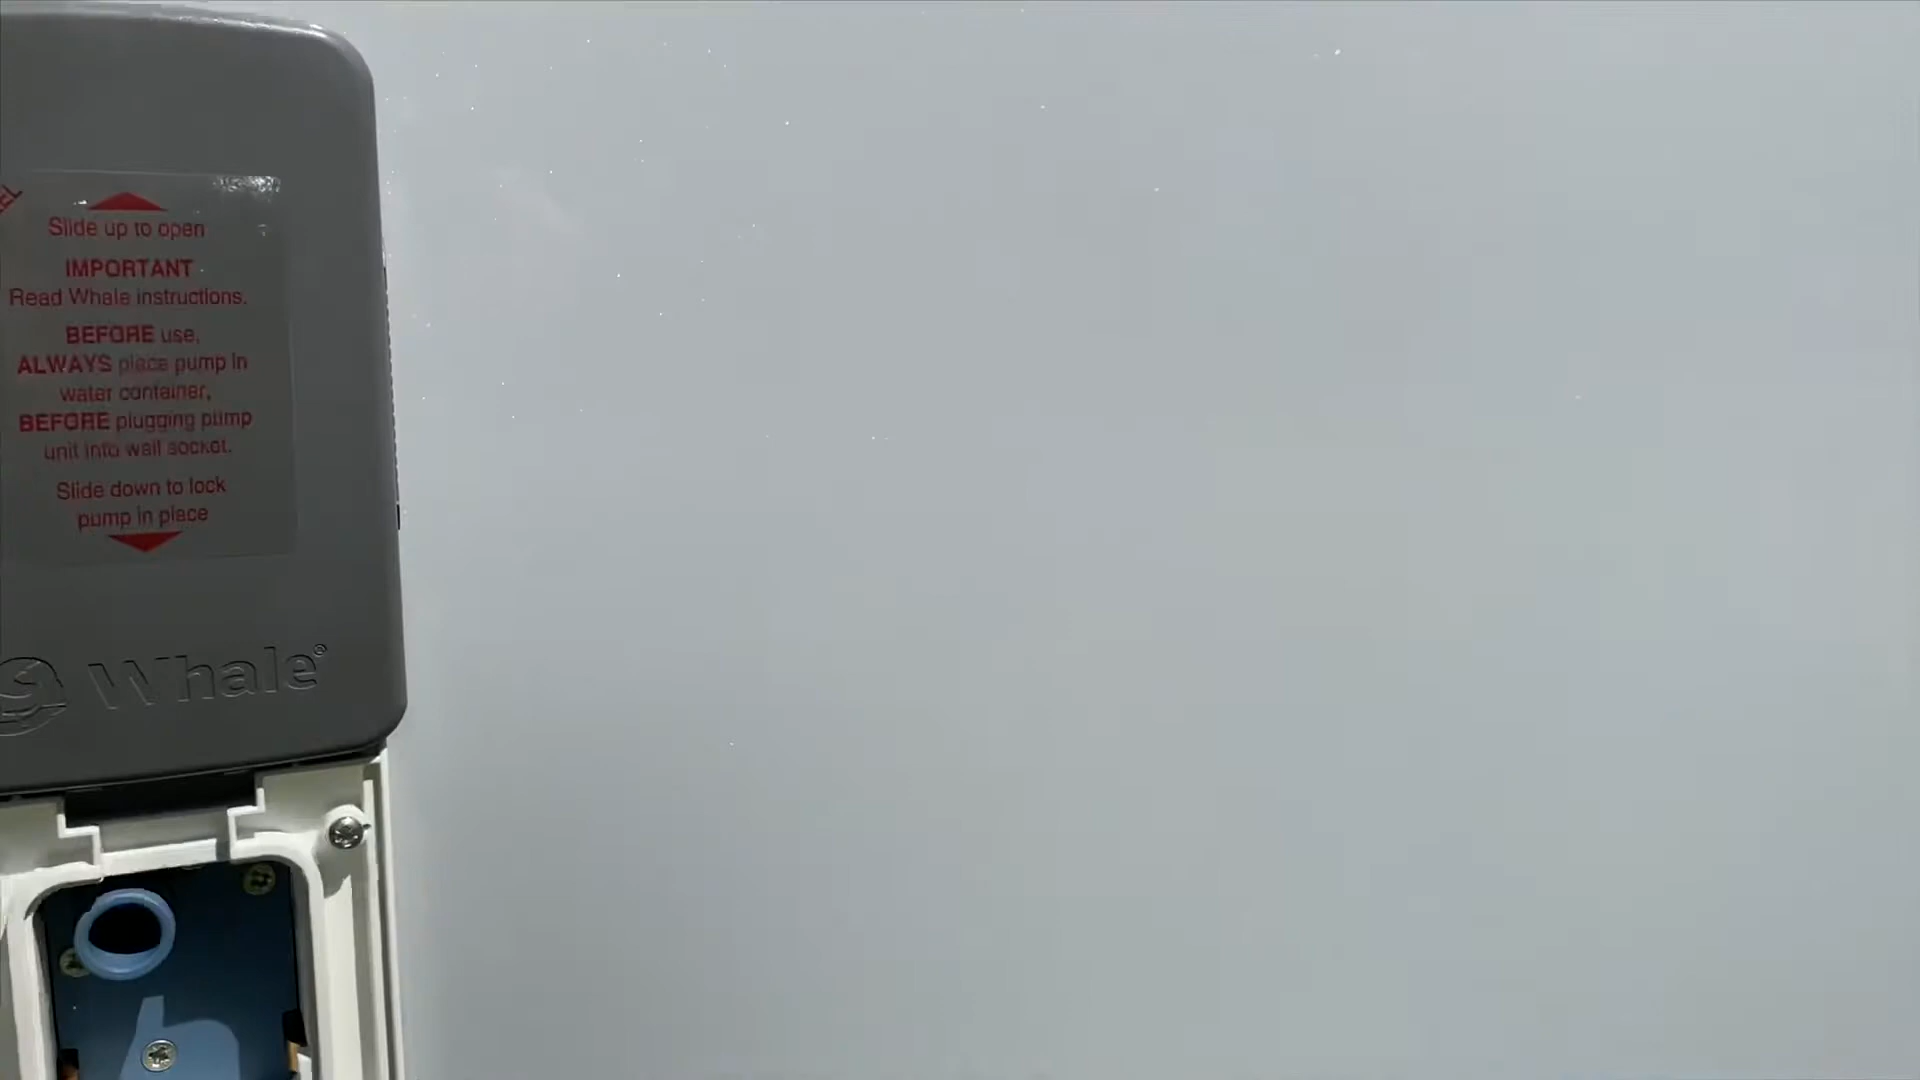 Slide up to open
IMPORTANT
Read Whale instructions.
BEFORE use,
ALWAYS place pump in
water container,
BEFORE plugging pump
unit into wall socket.
Slide down to lock
pump in place
Whale®